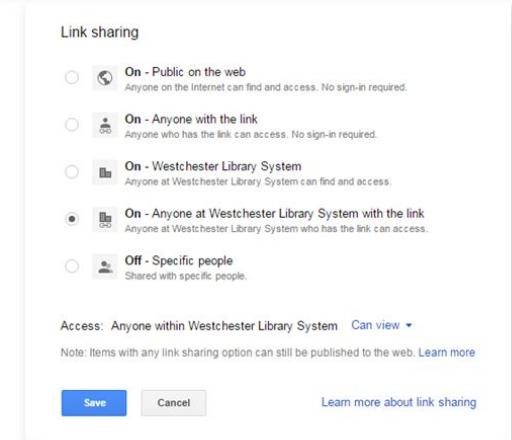 Link sharing
On - Public on the web
Anyone on the Internet can find and access. No sign-in required.
On - Anyone with the link
Anyone who has the link can access. No sign-in required.
On - Westchester Library System
Anyone at Westchester Library System can find and access.
On - Anyone at Westchester Library System with the link
Anyone at Westchester Library System who has the link can access.
Off - Specific people
Shared with specific people.
Access: Anyone within Westchester Library System Can view
Note: Items with any link sharing option can still be published to the web. Learn more
Save Cancel Learn more about link sharing